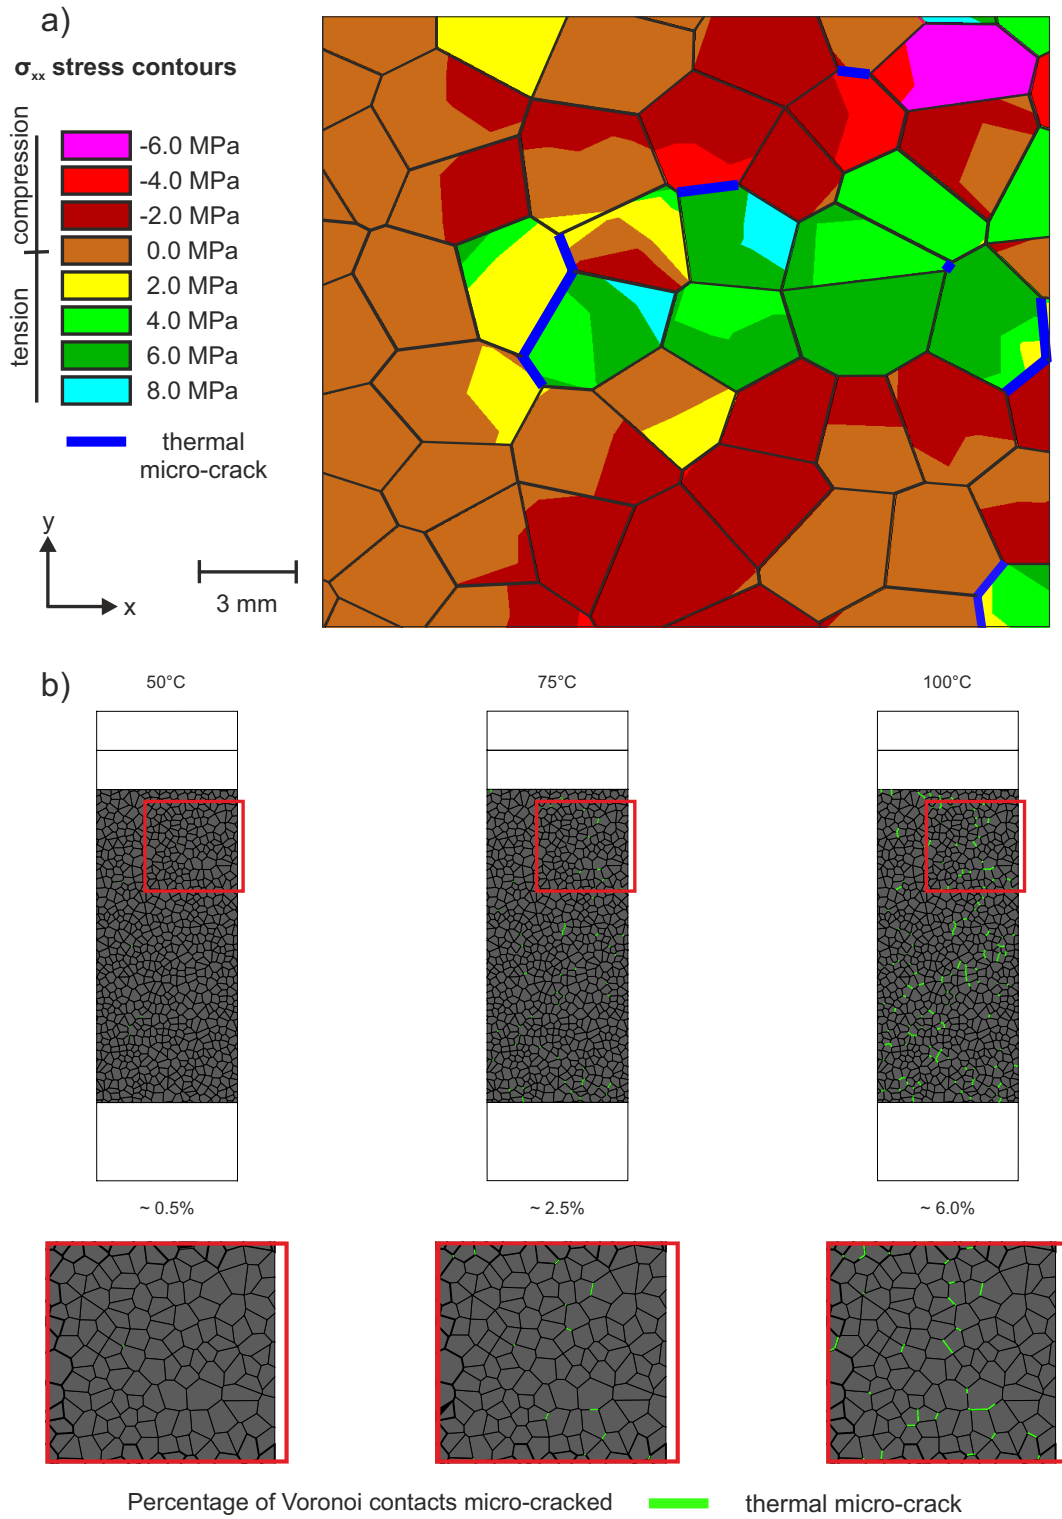 a)
σxx stress contours
compression
tension
-6.0 MPa
-4.0 MPa
-2.0 MPa
0.0 MPa
2.0 MPa
4.0 MPa
6.0 MPa
8.0 MPa
thermal
micro-crack
y
x
3 mm
b)
50°C
75°C
100°C
~ 0.5%
~ 2.5%
~ 6.0%
Percentage of Voronoi contacts micro-cracked
thermal micro-crack